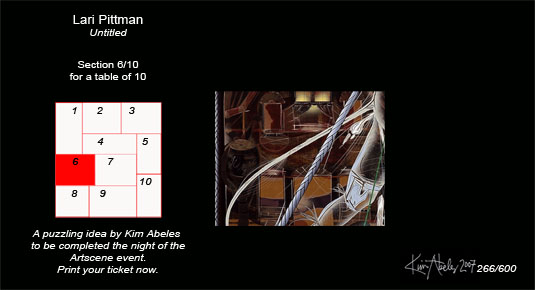 Lari Pittman
Untitled
Section 6/10
for a table of 10
1 2 3
4 5
6 7
10
8 9
A puzzling idea by Kim Abeles
to be completed the night of the
Artscene event.
Print your ticket now.
Kim Abeles 2007 266/600